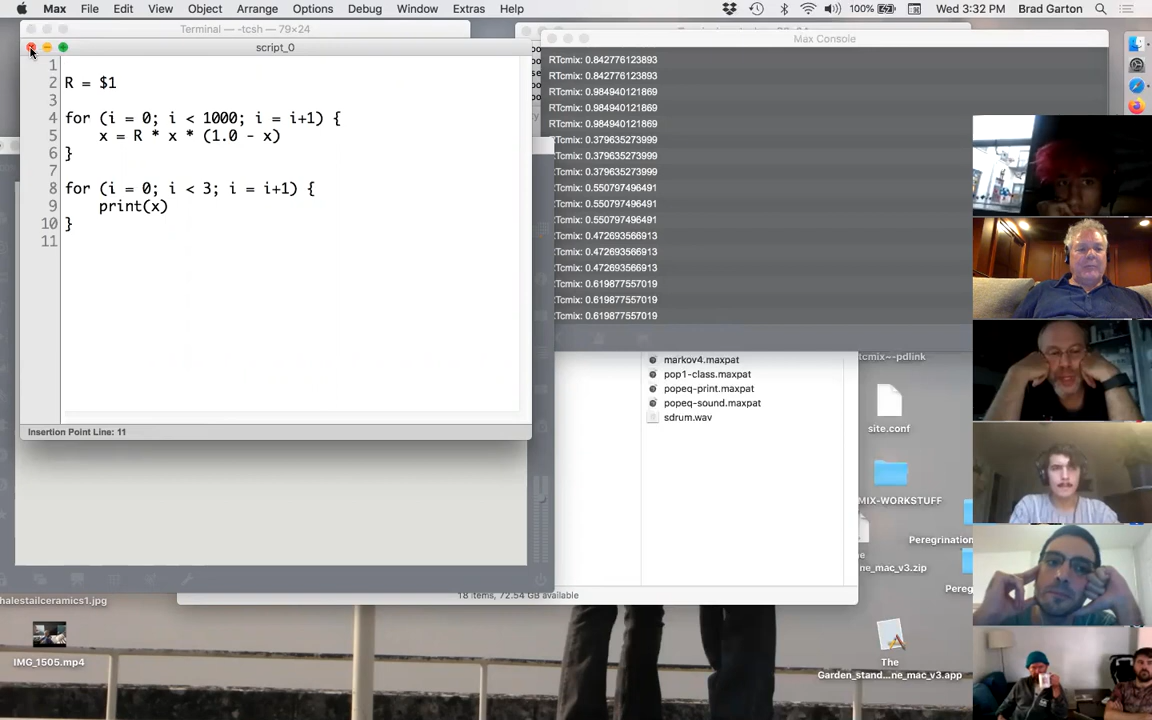 Max File Edit View Object Arrange Options Debug Window Extras Help 100% Wed 3:32 PM Brad Garton
Terminal — -tcsh — 79×24
script_0
Max Console
1
2 R = $1
3
4 for (i = 0; i < 1000; i = i+1) {
5 x = R * x * (1.0 - x)
6 }
7
8 for (i = 0; i < 3; i = i+1) {
9 print(x)
10 }
11
Insertion Point Line: 11
RTcmix: 0.842776123893
RTcmix: 0.842776123893
RTcmix: 0.984940121869
RTcmix: 0.984940121869
RTcmix: 0.984940121869
RTcmix: 0.379635273999
RTcmix: 0.379635273999
RTcmix: 0.379635273999
RTcmix: 0.550797496491
RTcmix: 0.550797496491
RTcmix: 0.550797496491
RTcmix: 0.472693566913
RTcmix: 0.472693566913
RTcmix: 0.472693566913
RTcmix: 0.619877557019
RTcmix: 0.619877557019
RTcmix: 0.619877557019
markov4.maxpat
pop1-class.maxpat
popeq-print.maxpat
popeq-sound.maxpat
sdrum.wav
18 items, 72.54 GB available
tcmix~-pdlink
site.conf
MIX-WORKSTUFF
Peregrination
ne_mac_v3.zip
Pereg
The
Garden_stand...ne_mac_v3.app
halestailceramics1.jpg
IMG_1505.mp4